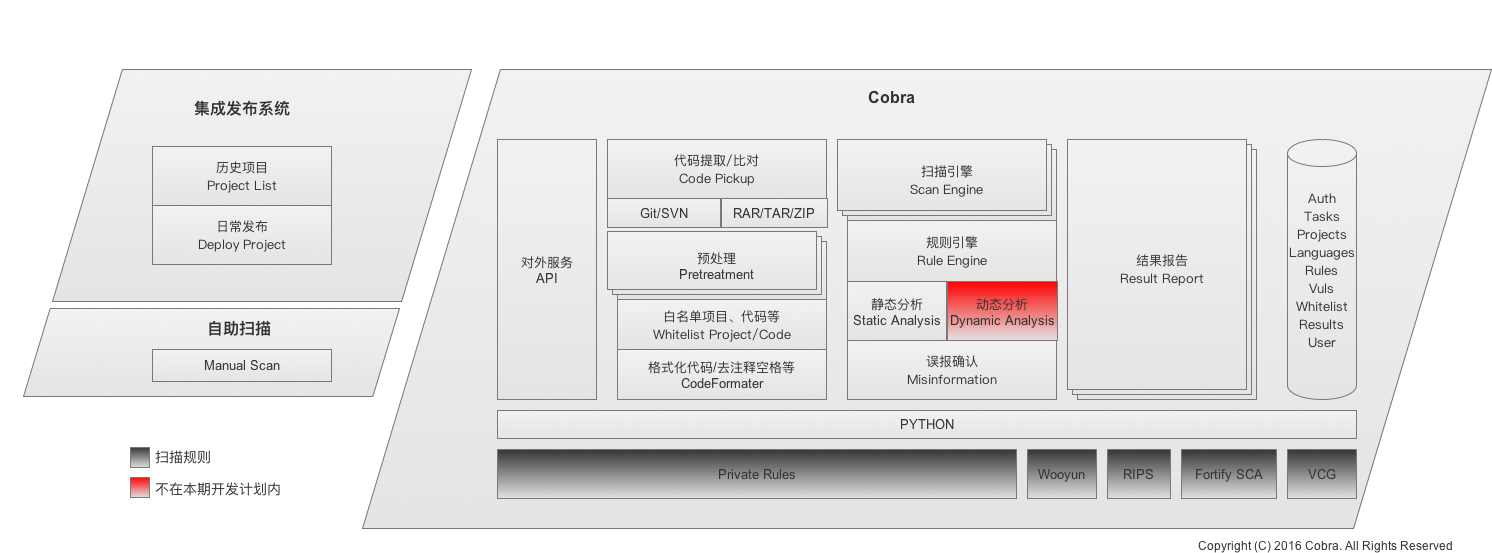 集成发布系统
历史项目
Project List
日常发布
Deploy Project
自助扫描
Manual Scan
扫描规则
不在本期开发计划内
Cobra
对外服务
API
代码提取/比对
Code Pickup
Git/SVN
RAR/TAR/ZIP
预处理
Pretreatment
白名单项目、代码等
Whitelist Project/Code
格式化代码/去注释空格等
CodeFormater
扫描引擎
Scan Engine
规则引擎
Rule Engine
静态分析
Static Analysis
动态分析
Dynamic Analysis
误报确认
Misinformation
结果报告
Result Report
Auth
Tasks
Projects
Languages
Rules
Vuls
Whitelist
Results
User
PYTHON
Private Rules
Wooyun
RIPS
Fortify SCA
VCG
Copyright (C) 2016 Cobra. All Rights Reserved